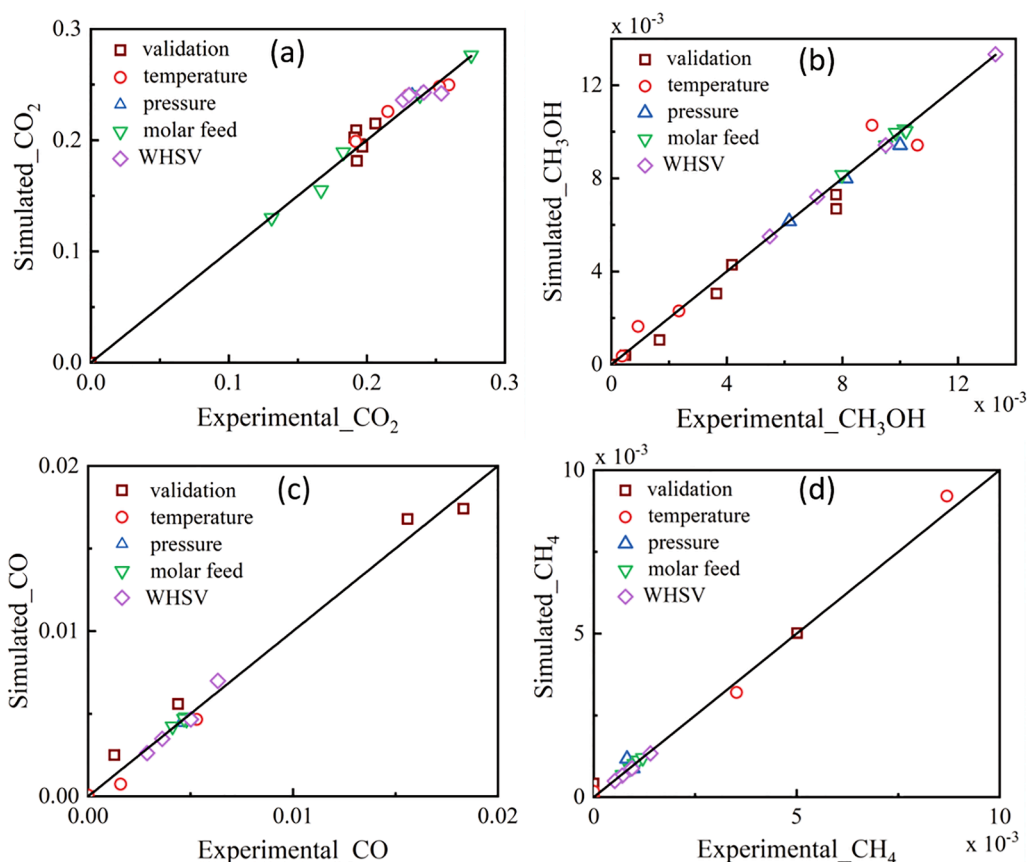 (a)
0.3
0.2
0.1
0.0
0.0
0.1
0.2
0.3
Simulated_CO₂
Experimental_CO₂
validation
temperature
pressure
molar feed
WHSV
(b)
x 10⁻³
12
8
4
0
0
4
8
12
x 10⁻³
Simulated_CH₃OH
Experimental_CH₃OH
validation
temperature
pressure
molar feed
WHSV
(c)
0.02
0.01
0.00
0.00
0.01
0.02
Simulated_CO
Experimental_CO
validation
temperature
pressure
molar feed
WHSV
(d)
x 10⁻³
10
5
0
0
5
10
x 10⁻³
Simulated_CH₄
Experimental_CH₄
validation
temperature
pressure
molar feed
WHSV